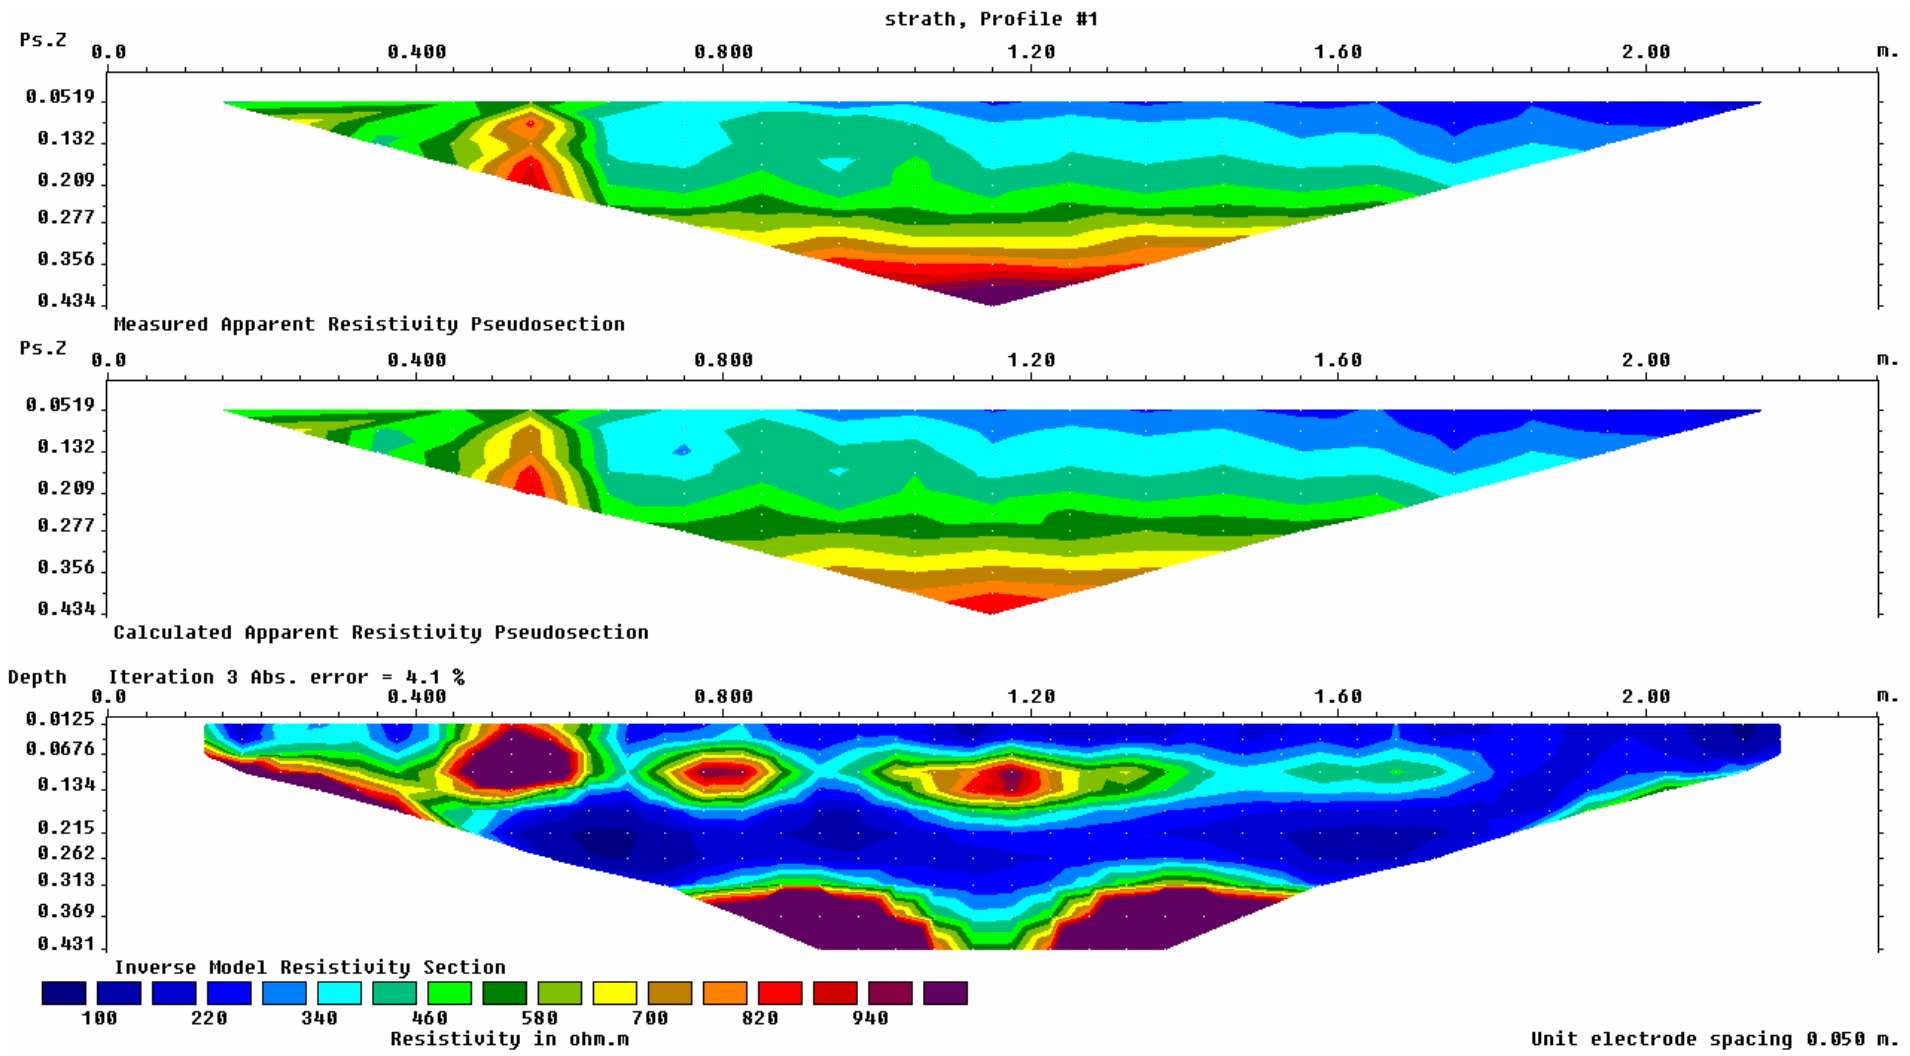 strath, Profile #1
Ps.Z 0.0 0.400 0.800 1.20 1.60 2.00 m.
0.0519
0.132
0.209
0.277
0.356
0.434
Measured Apparent Resistivity Pseudosection
Ps.Z 0.0 0.400 0.800 1.20 1.60 2.00 m.
0.0519
0.132
0.209
0.277
0.356
0.434
Calculated Apparent Resistivity Pseudosection
Depth Iteration 3 Abs. error = 4.1 %
0.0 0.400 0.800 1.20 1.60 2.00 m.
0.0125
0.0676
0.134
0.215
0.262
0.313
0.369
0.431
Inverse Model Resistivity Section
100 220 340 460 580 700 820 940
Resistivity in ohm.m Unit electrode spacing 0.050 m.